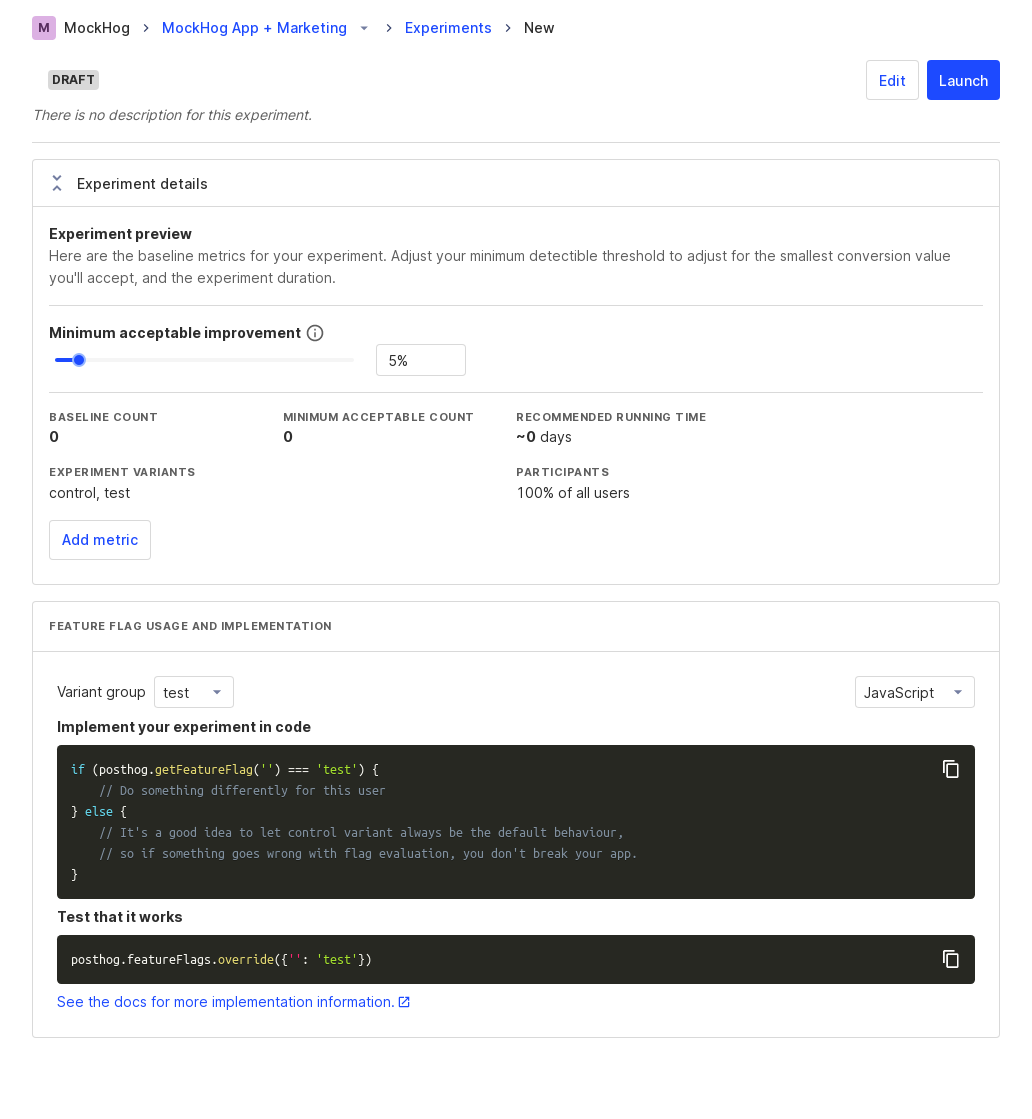 M MockHog MockHog App + Marketing Experiments New
DRAFT Edit Launch
There is no description for this experiment.
Experiment details
Experiment preview
Here are the baseline metrics for your experiment. Adjust your minimum detectible threshold to adjust for the smallest conversion value
you'll accept, and the experiment duration.
Minimum acceptable improvement
5%
BASELINE COUNT MINIMUM ACCEPTABLE COUNT RECOMMENDED RUNNING TIME
0 0 ~0 days
EXPERIMENT VARIANTS PARTICIPANTS
control, test 100% of all users
Add metric
FEATURE FLAG USAGE AND IMPLEMENTATION
Variant group test JavaScript
Implement your experiment in code
if (posthog.getFeatureFlag('') === 'test') {
    // Do something differently for this user
} else {
    // It's a good idea to let control variant always be the default behaviour,
    // so if something goes wrong with flag evaluation, you don't break your app.
}
Test that it works
posthog.featureFlags.override({'': 'test'})
See the docs for more implementation information.